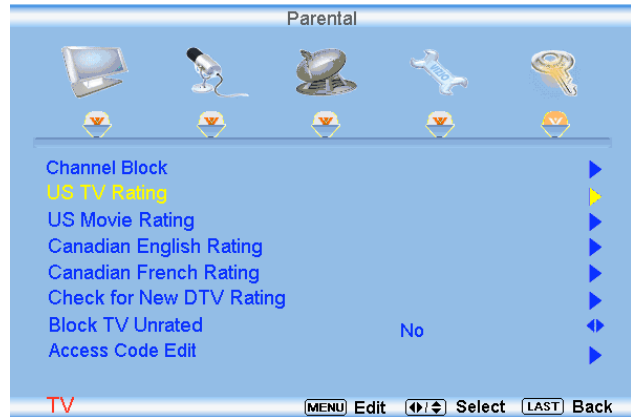 Parental
Channel Block
US TV Rating
US Movie Rating
Canadian English Rating
Canadian French Rating
Check for New DTV Rating
Block TV Unrated No
Access Code Edit
TV MENU Edit Select LAST Back